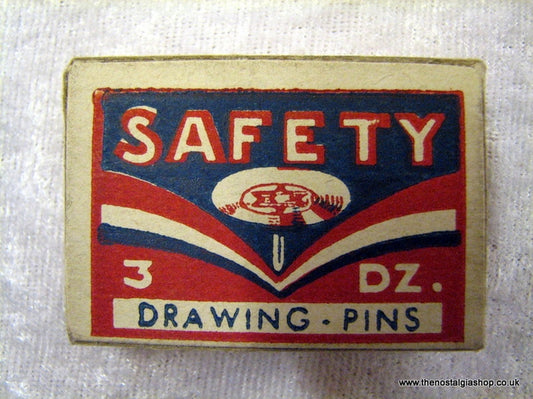 SAFETY
3 DZ.
DRAWING - PINS
www.thenostalgiashop.co.uk